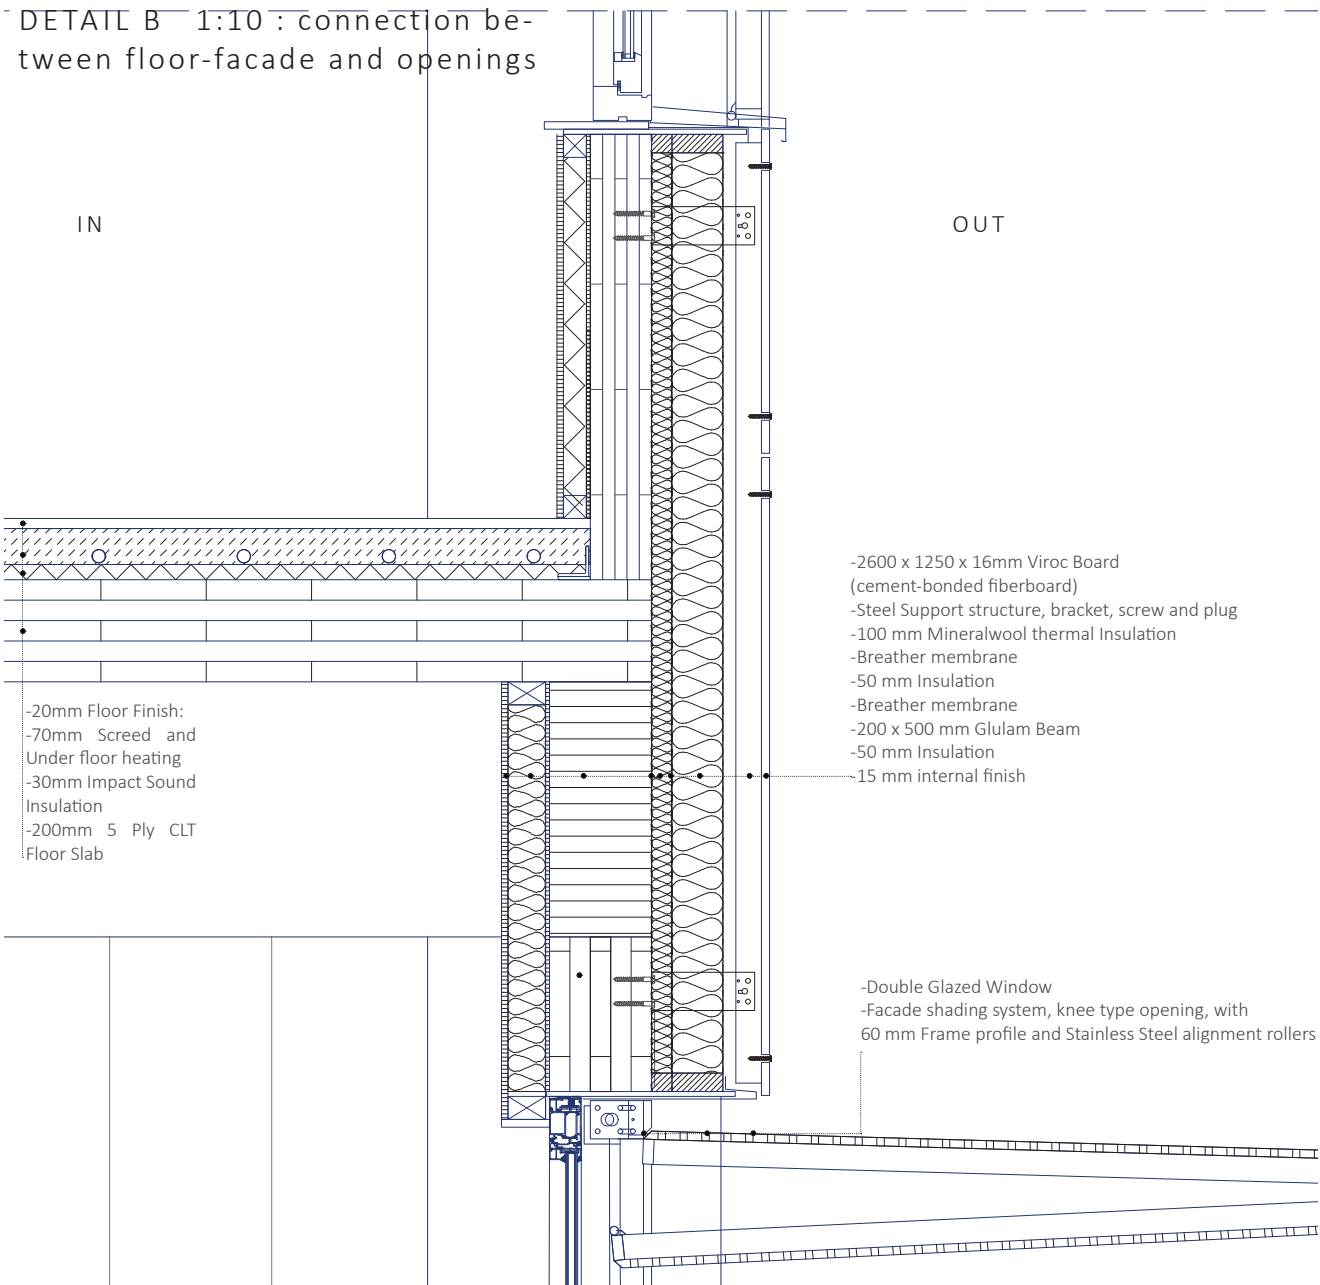 DETAIL B 1:10 : connection be-
tween floor-facade and openings
IN
OUT
-2600 x 1250 x 16mm Viroc Board
(cement-bonded fiberboard)
-Steel Support structure, bracket, screw and plug
-100 mm Mineralwool thermal Insulation
-Breather membrane
-50 mm Insulation
-Breather membrane
-200 x 500 mm Glulam Beam
-50 mm Insulation
-15 mm internal finish
-20mm Floor Finish:
-70mm Screed and
Under floor heating
-30mm Impact Sound
Insulation
-200mm 5 Ply CLT
Floor Slab
-Double Glazed Window
-Facade shading system, knee type opening, with
60 mm Frame profile and Stainless Steel alignment rollers